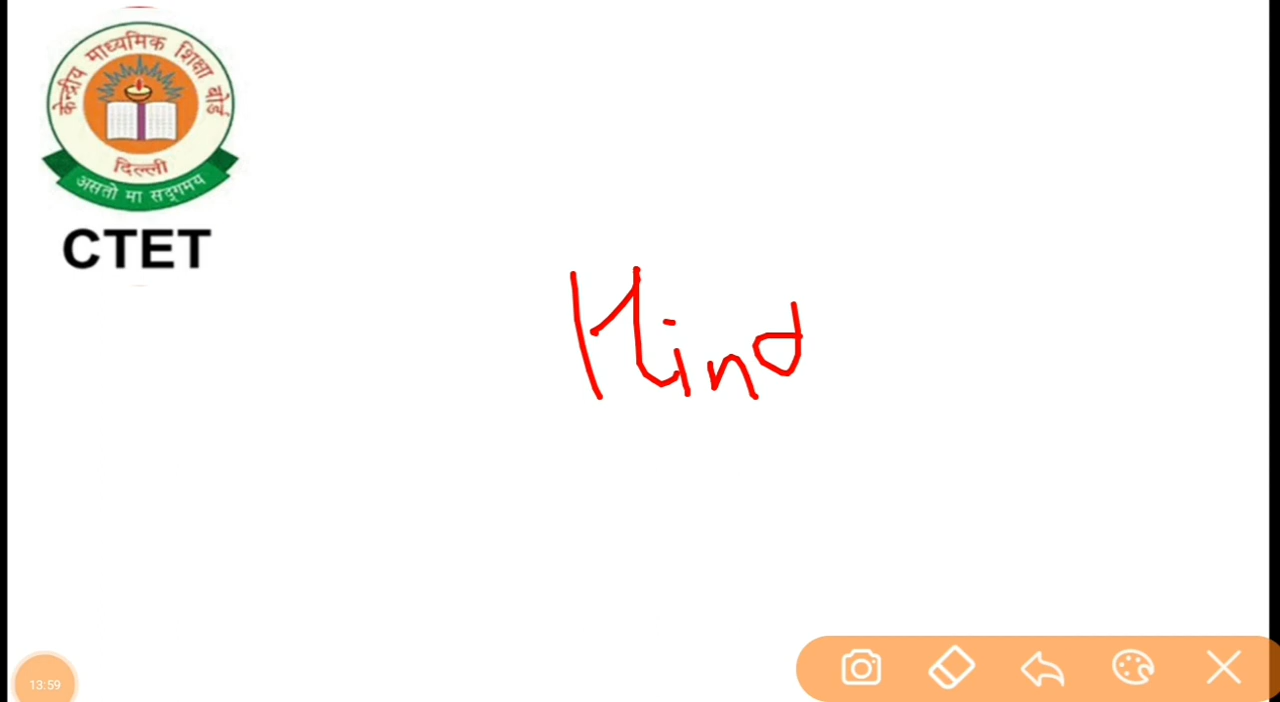 केन्द्रीय माध्यमिक शिक्षा बोर्ड
दिल्ली
असतो मा सद्गमय
CTET
Hind
13:59